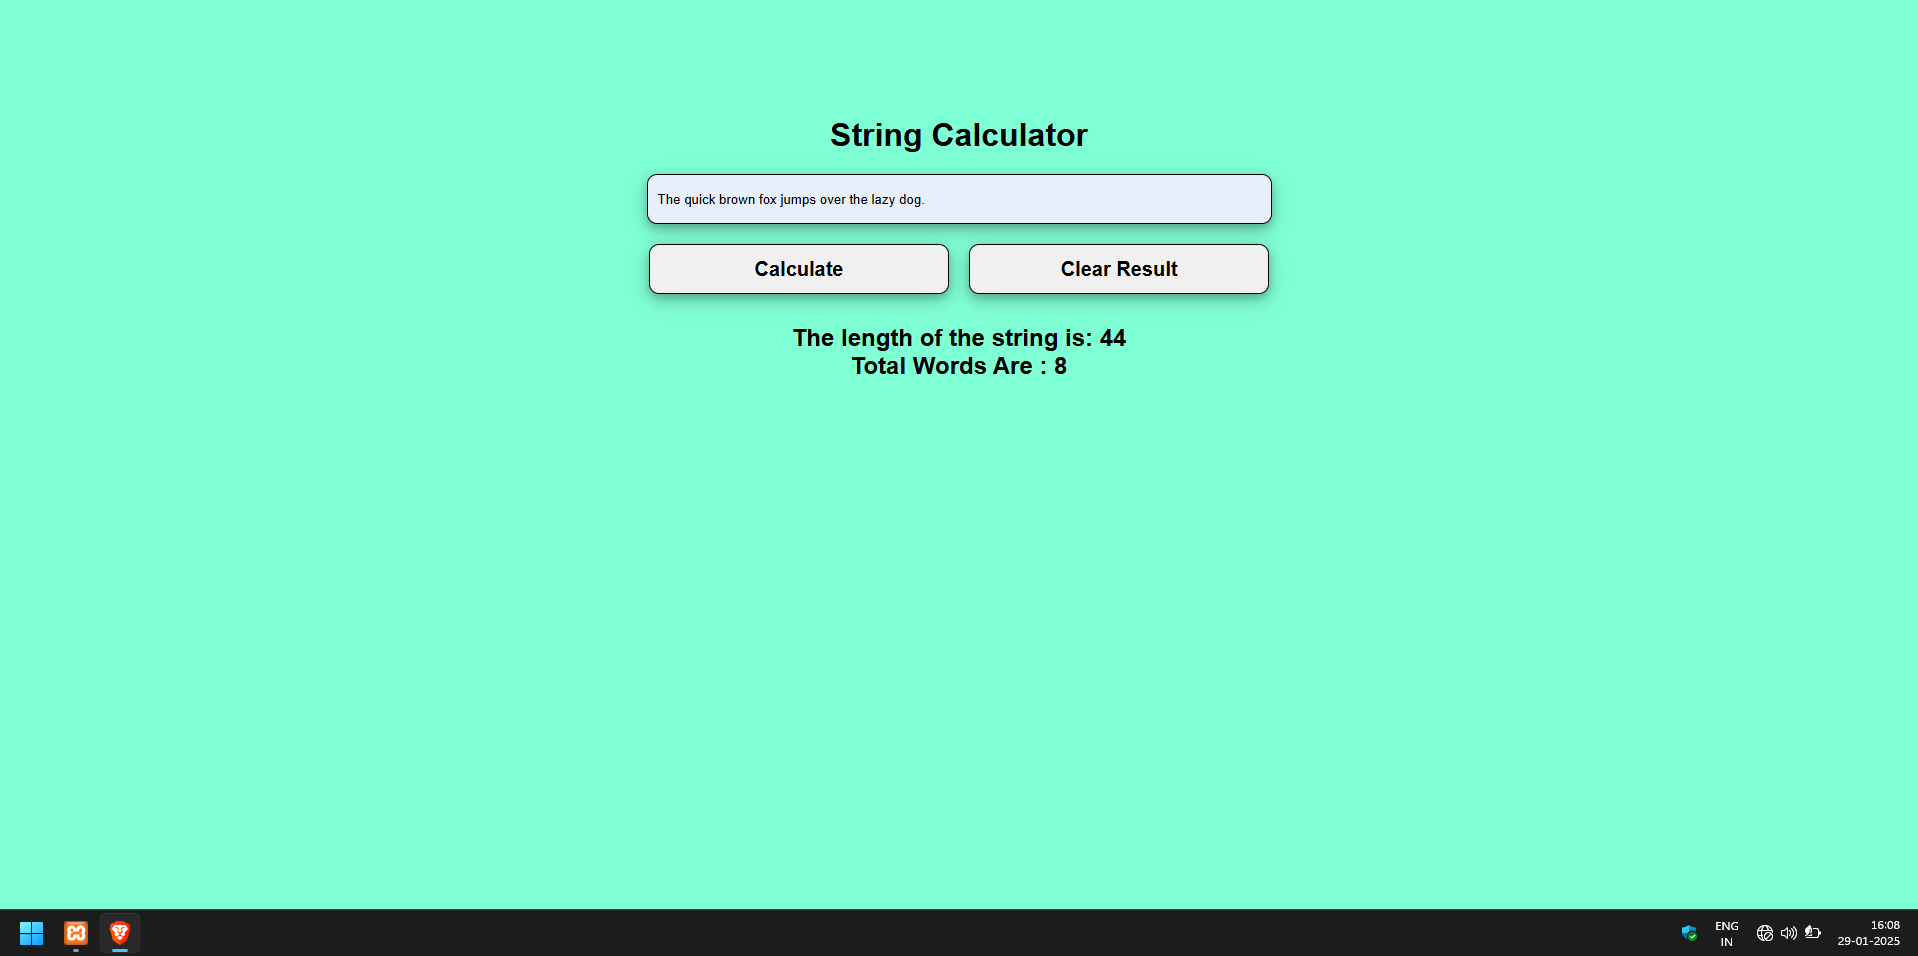 String Calculator
The quick brown fox jumps over the lazy dog.
Calculate
Clear Result
The length of the string is: 44
Total Words Are : 8
ENG
IN
16:08
29-01-2025